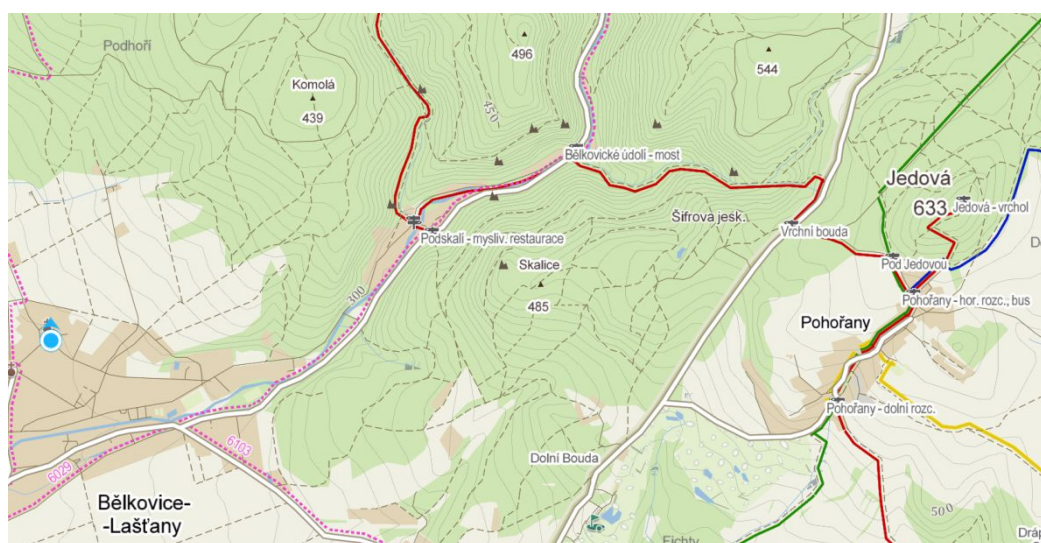 Podhoří
496
544
Komolá
439
450
Bělkovické údolí - most
Jedová
633
Jedová - vrchol
Šifrová jesk.
Vrchní bouda
Podskalí - mysliv. restaurace
Skalice
485
300
Pod Jedovou
Pohořany - hor. rozc., bus
Pohořany
Pohořany - dolní rozc.
Dolní Bouda
6103
6029
Bělkovice-
-Lašťany
500